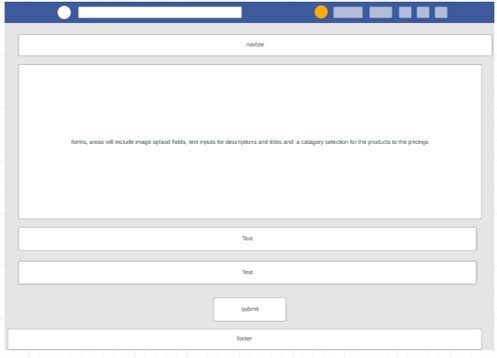 navbar
forms, areas will include image upload fields, text inputs for descriptions and titles and a catagory selection for the products to the pricings
Text
Text
submit
footer